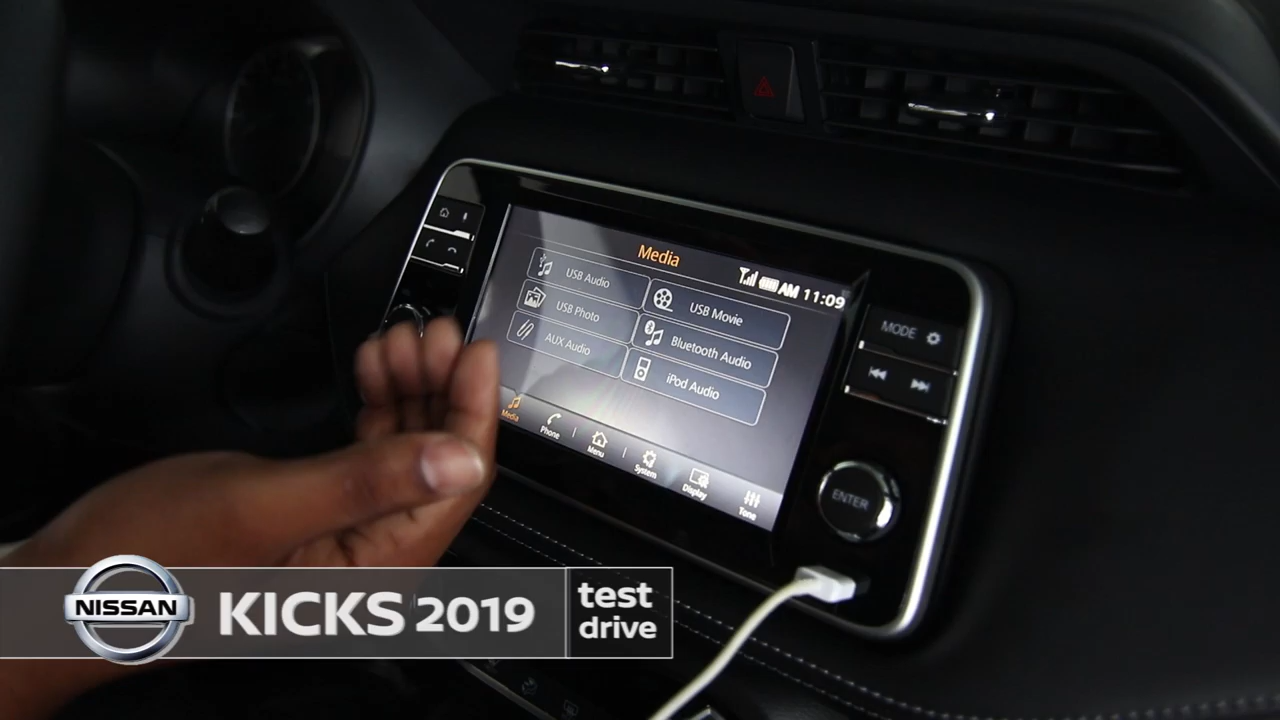 Media
AM 11:09
USB Audio
USB Movie
USB Photo
Bluetooth Audio
AUX Audio
iPod Audio
Media
Phone
Menu
System
Display
Tone
MODE
ENTER
NISSAN
KICKS 2019
test
drive